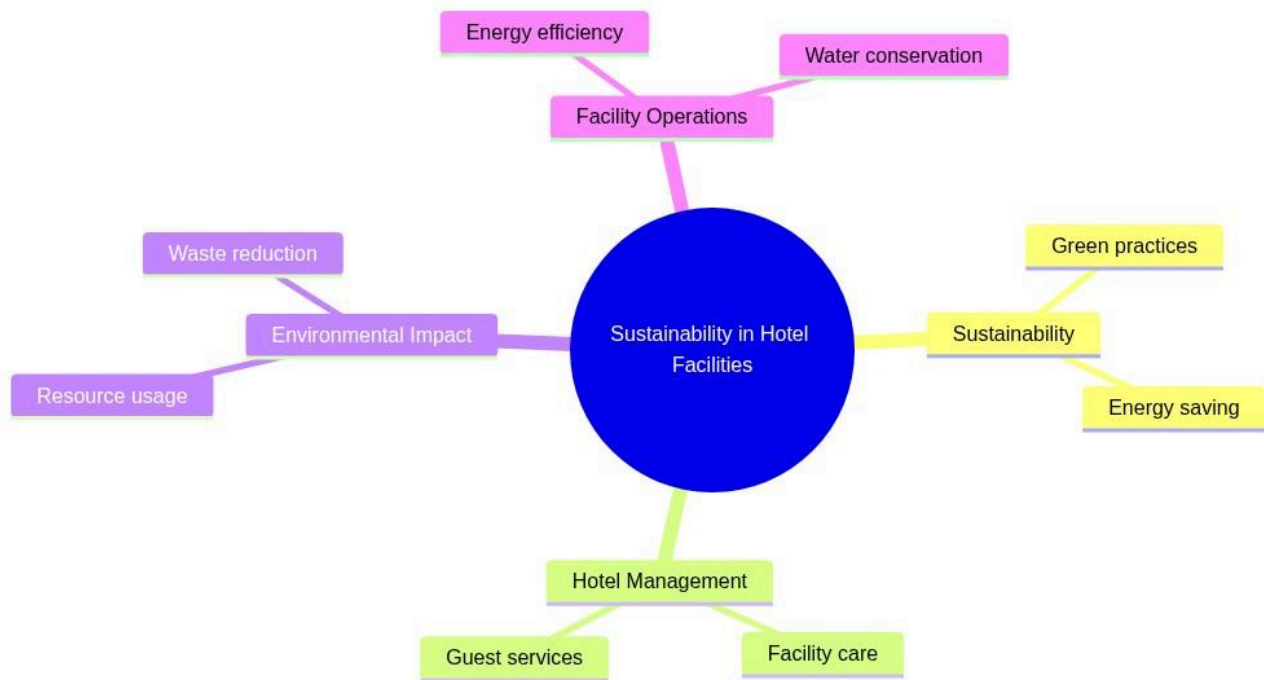 Energy efficiency
Water conservation
Facility Operations
Waste reduction
Green practices
Environmental Impact
Sustainability in Hotel
Facilities
Sustainability
Resource usage
Energy saving
Hotel Management
Guest services
Facility care